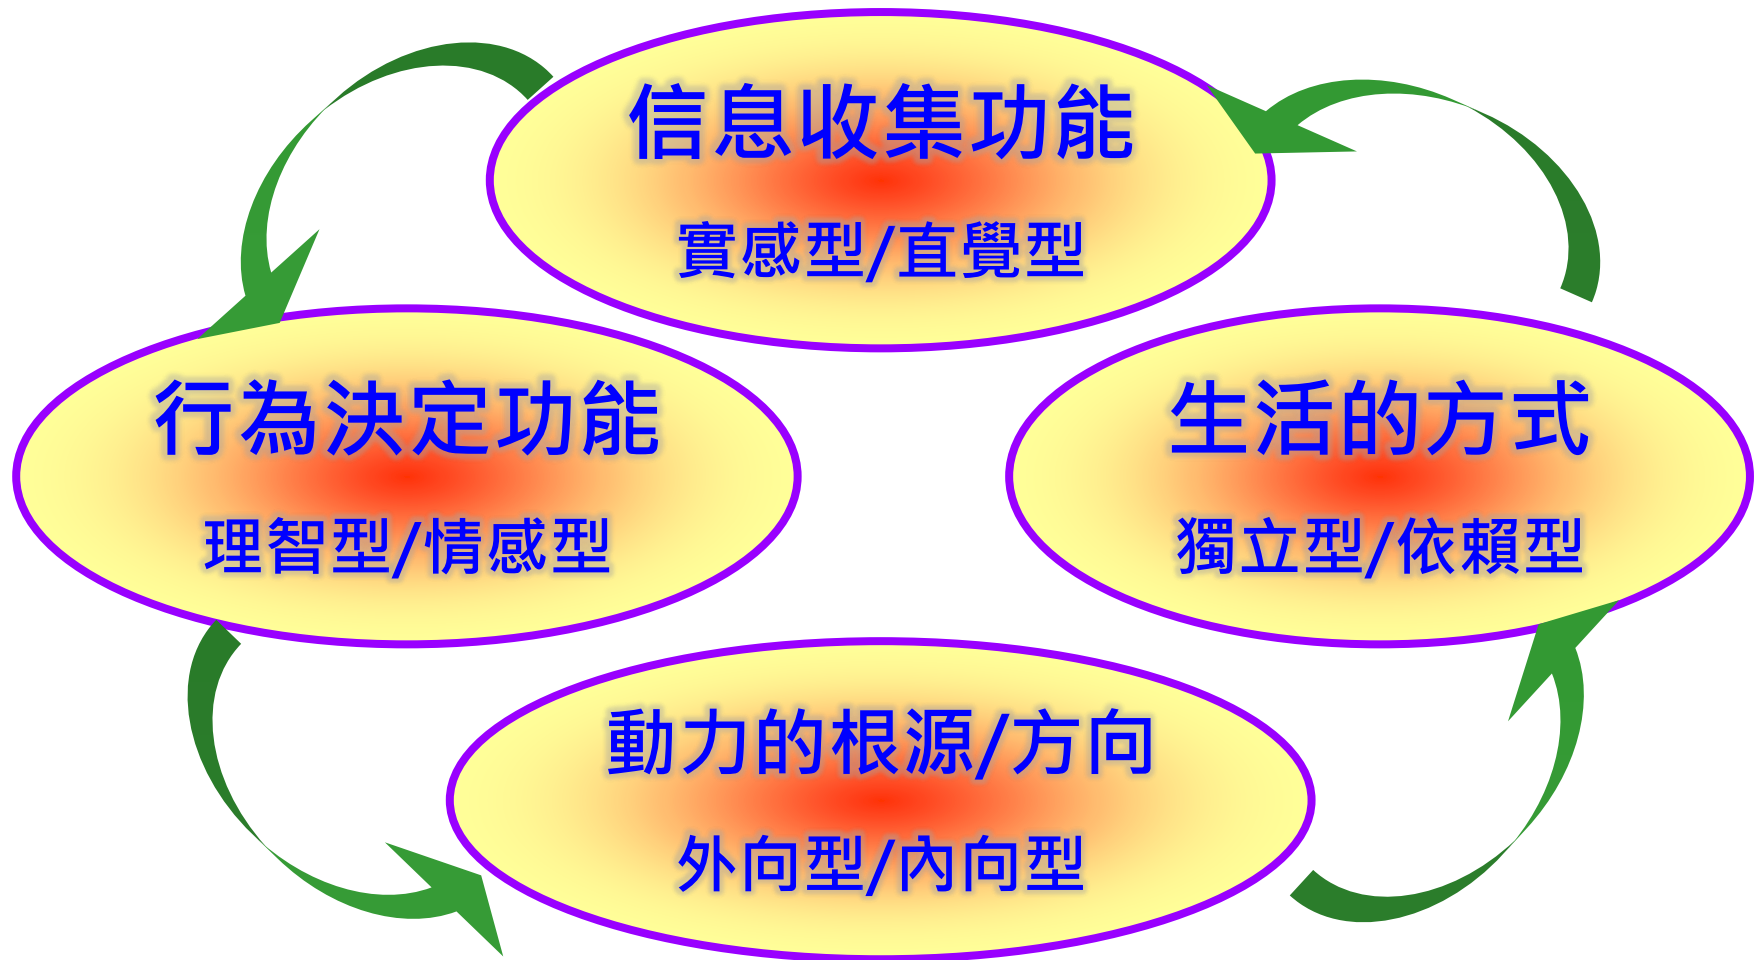 信息收集功能
實感型/直覺型
行為決定功能
理智型/情感型
生活的方式
獨立型/依賴型
動力的根源/方向
外向型/內向型